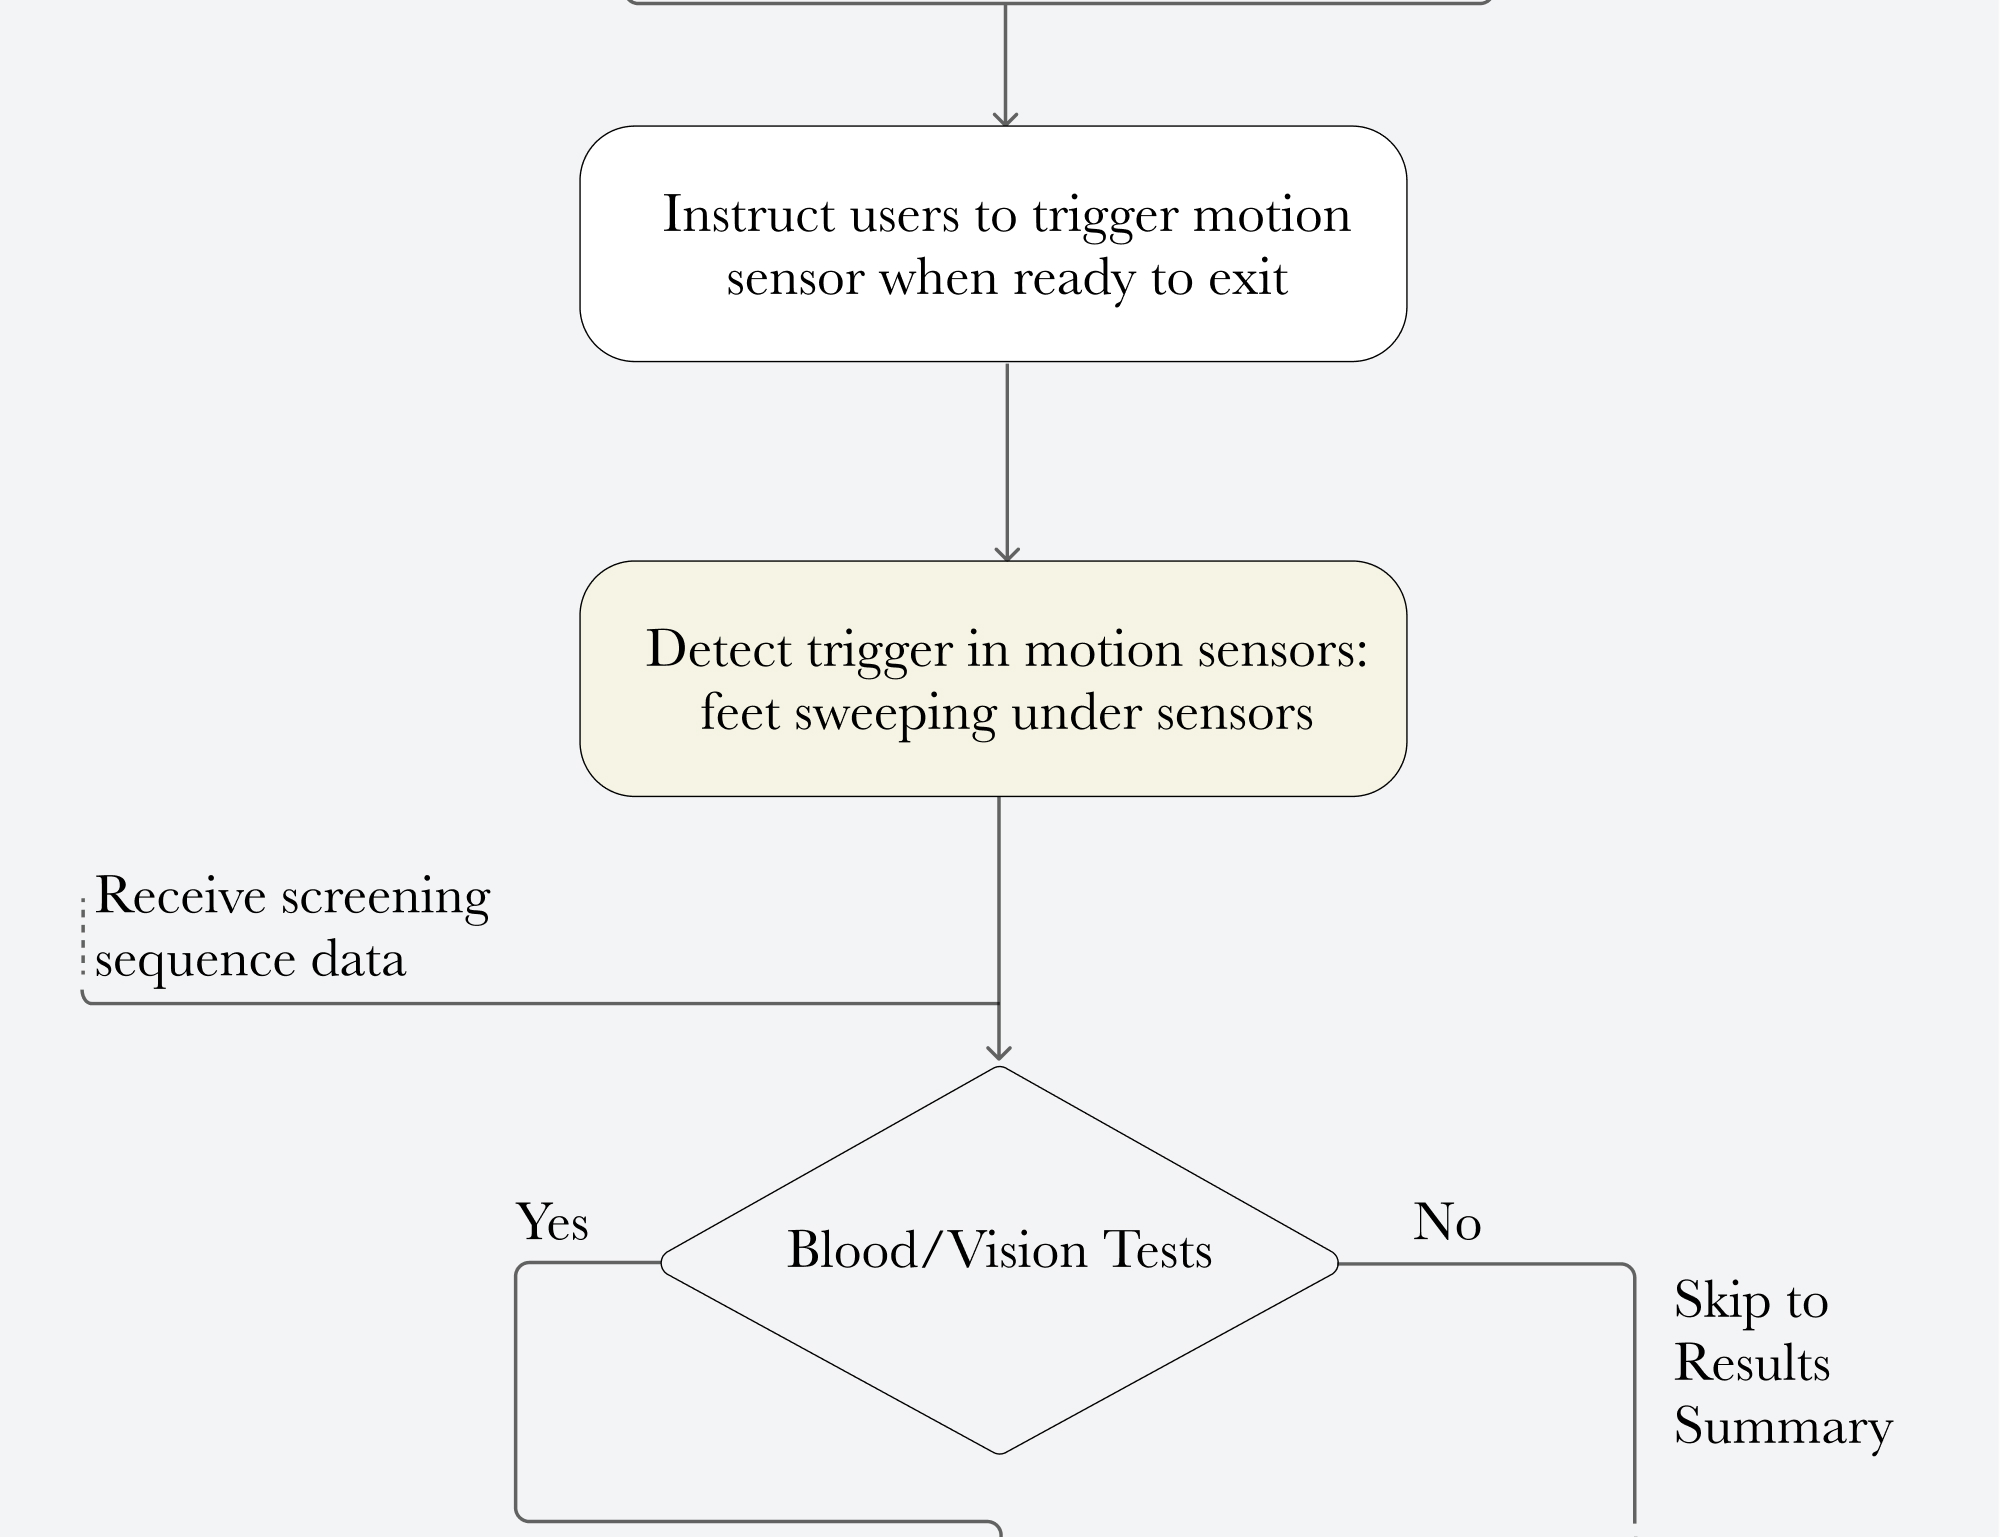 Instruct users to trigger motion
sensor when ready to exit
Detect trigger in motion sensors:
feet sweeping under sensors
Receive screening
sequence data
Yes
Blood/Vision Tests
No
Skip to
Results
Summary